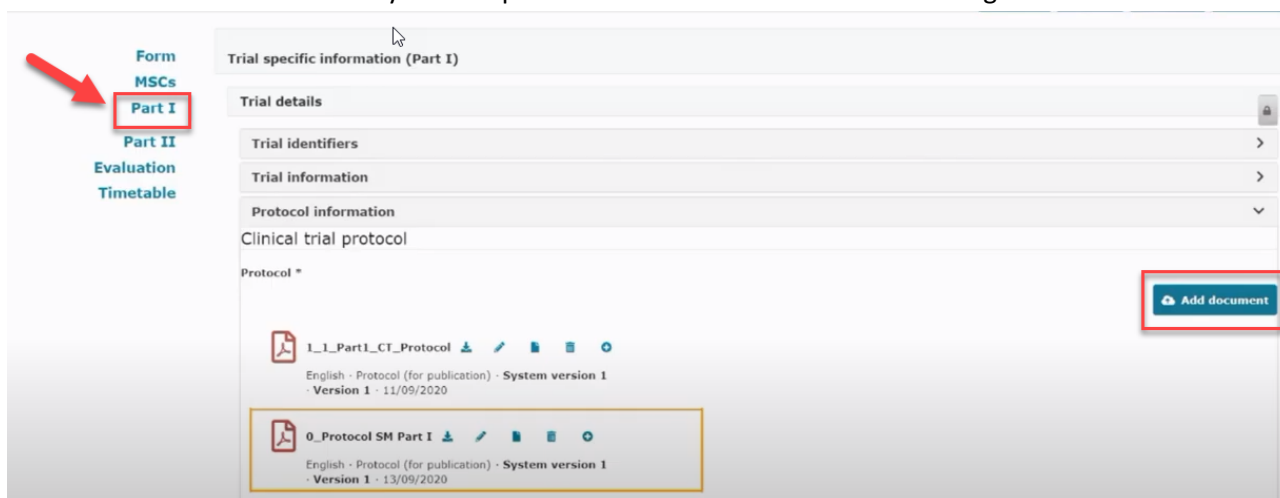 Form
MSCs
Part I
Part II
Evaluation
Timetable
Trial specific information (Part I)
Trial details
Trial identifiers
Trial information
Protocol information
Clinical trial protocol
Protocol *
Add document
1_1_Part1_CT_Protocol
English · Protocol (for publication) · System version 1
· Version 1 · 11/09/2020
0_Protocol SM Part I
English · Protocol (for publication) · System version 1
· Version 1 · 13/09/2020